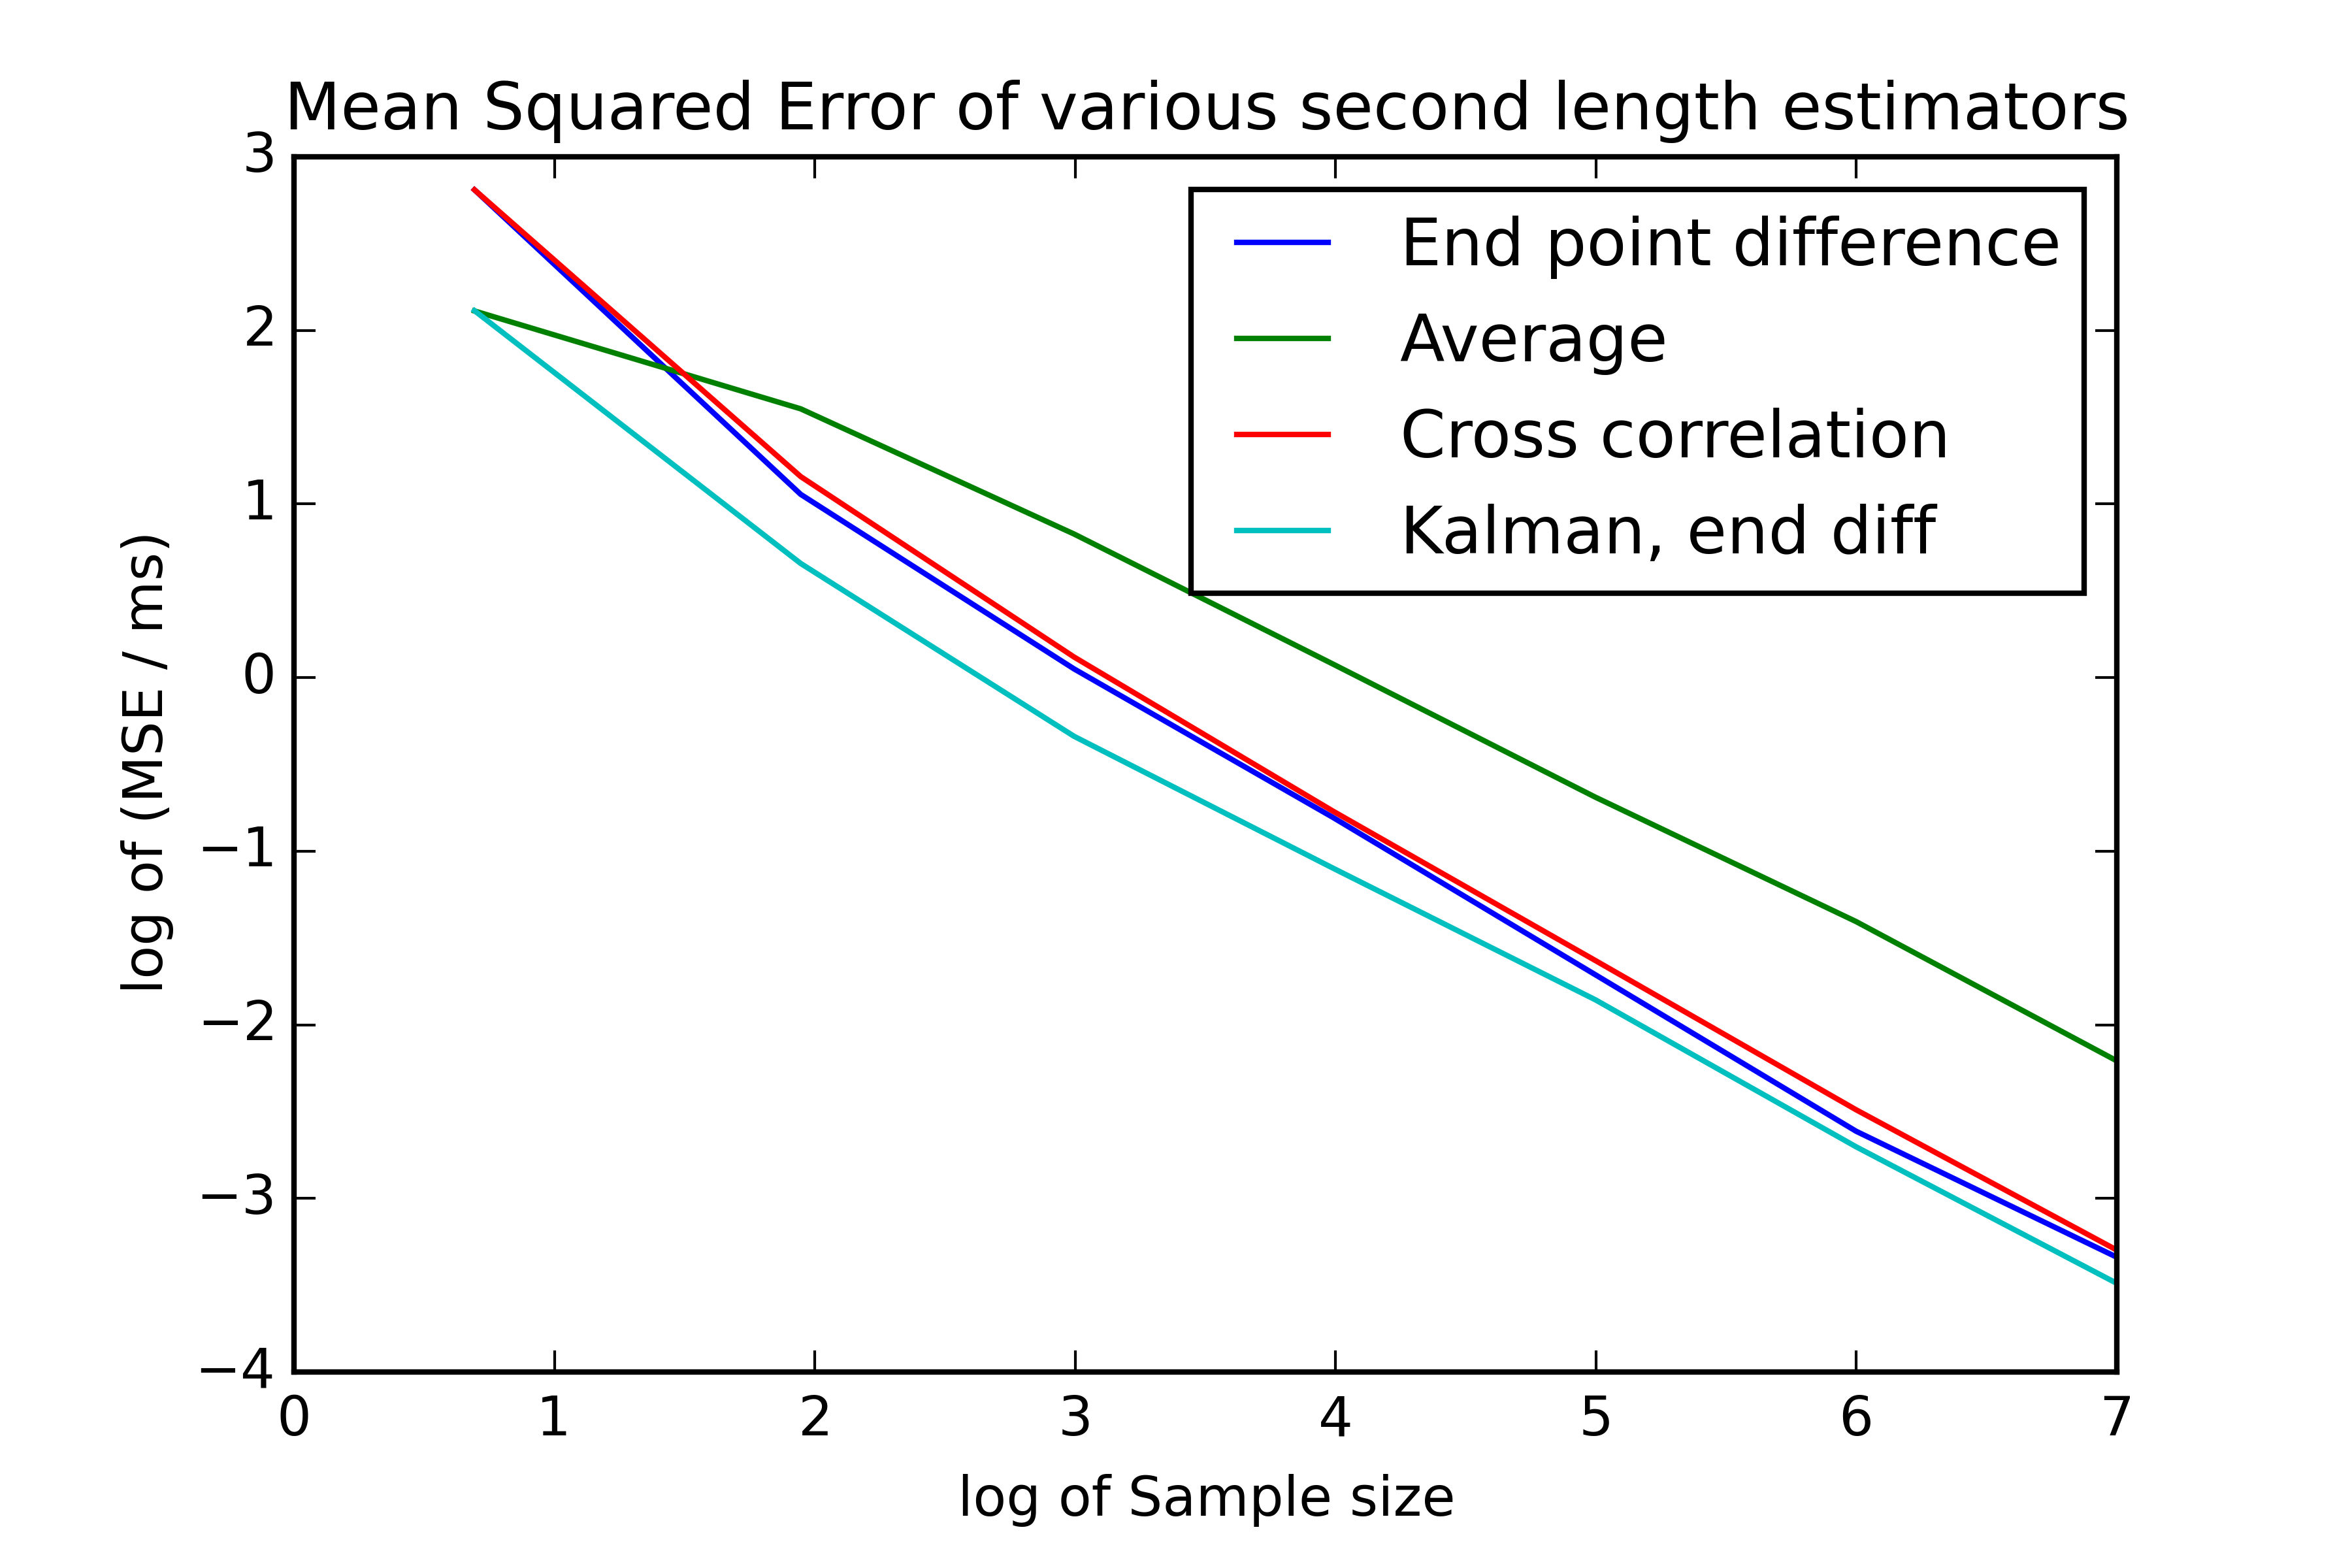 Mean Squared Error of various second length estimators
3
2
1
0
−1
−2
−3
−4
log of (MSE / ms)
End point difference
Average
Cross correlation
Kalman, end diff
0 1 2 3 4 5 6 7
log of Sample size